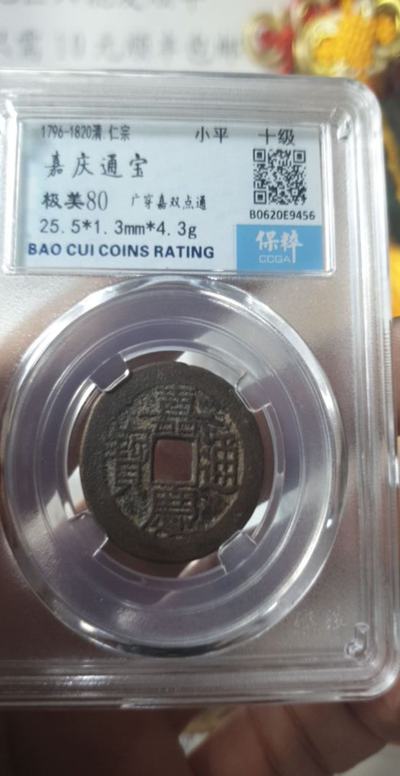 1796-1820清.仁宗 小平 十级
嘉庆通宝
极美80 广穿嘉双点通
B0620E9456
25.5*1.3mm*4.3g
保粹
CCGA
BAO CUI COINS RATING
嘉慶通寶